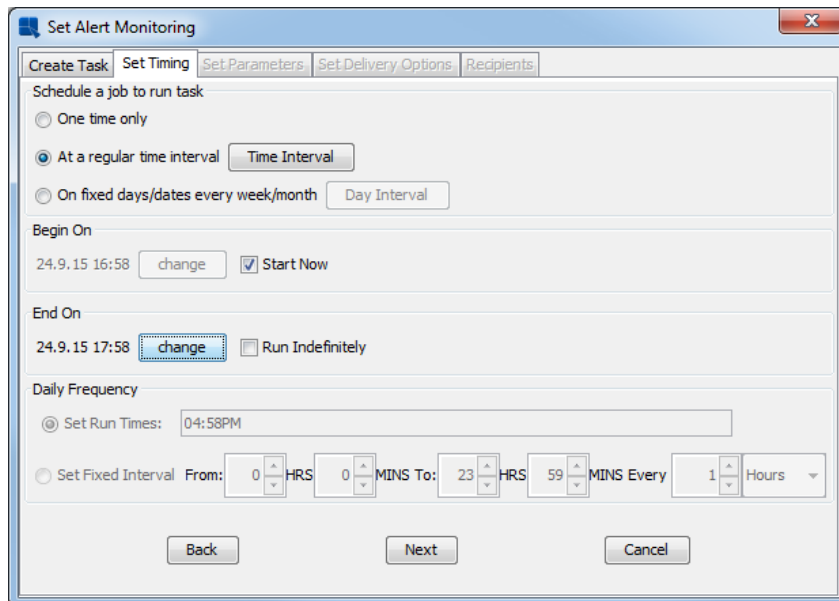 Set Alert Monitoring
Create Task Set Timing Set Parameters Set Delivery Options Recipients
Schedule a job to run task
One time only
At a regular time interval Time Interval
On fixed days/dates every week/month Day Interval
Begin On
24.9.15 16:58 change Start Now
End On
24.9.15 17:58 change Run Indefinitely
Daily Frequency
Set Run Times: 04:58PM
Set Fixed Interval From: 0 HRS 0 MINS To: 23 HRS 59 MINS Every 1 Hours
Back Next Cancel